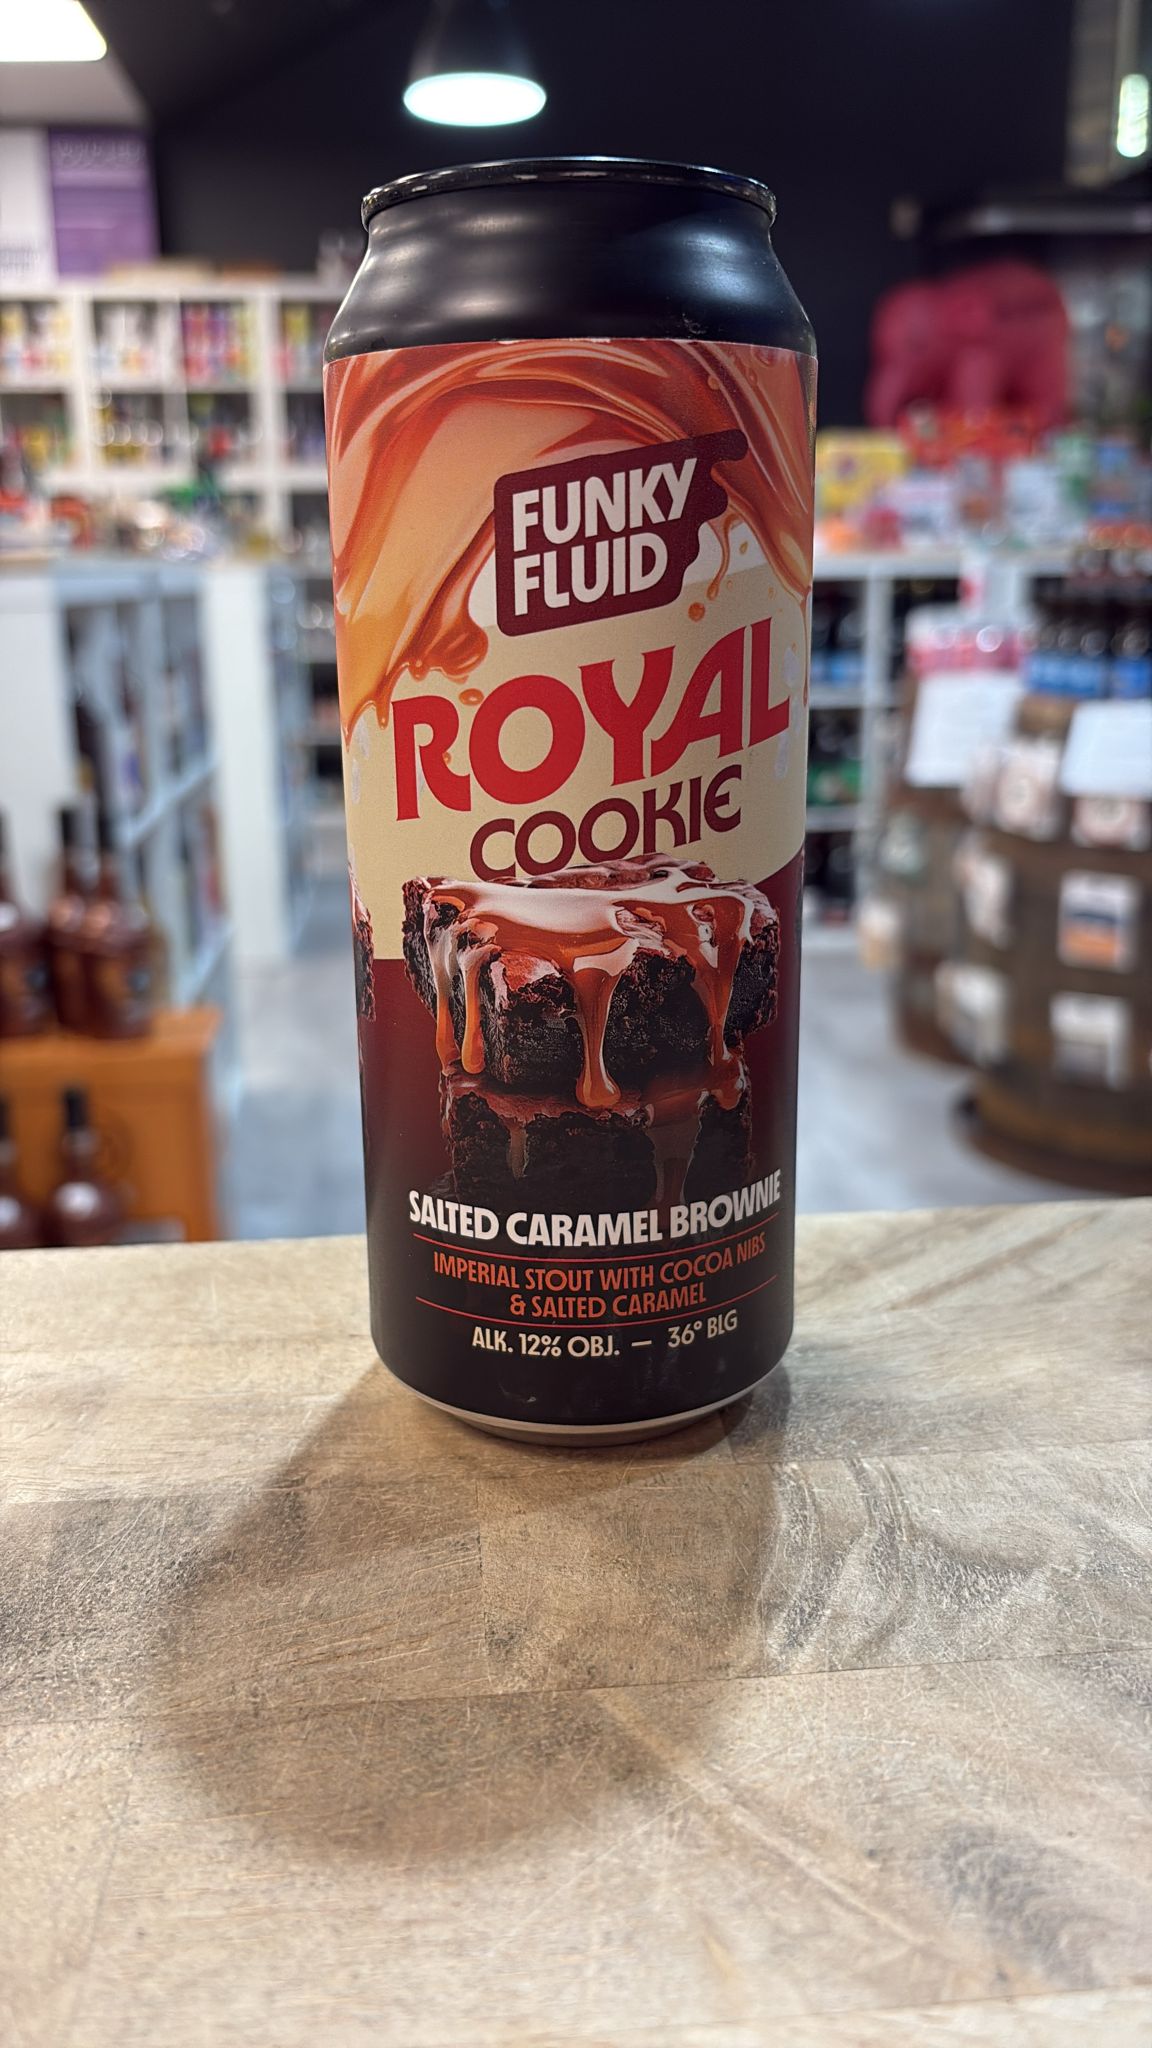 FUNKY
FLUID
ROYAL
COOKIE
SALTED CARAMEL BROWNIE
IMPERIAL STOUT WITH COCOA NIBS
& SALTED CARAMEL
ALK. 12% OBJ. — 36° BLG